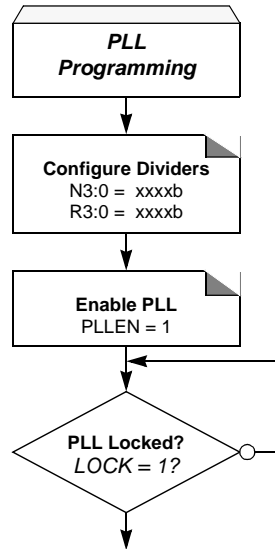 PLL
Programming
Configure Dividers
N3:0 = xxxxb
R3:0 = xxxxb
Enable PLL
PLLEN = 1
PLL Locked?
LOCK = 1?